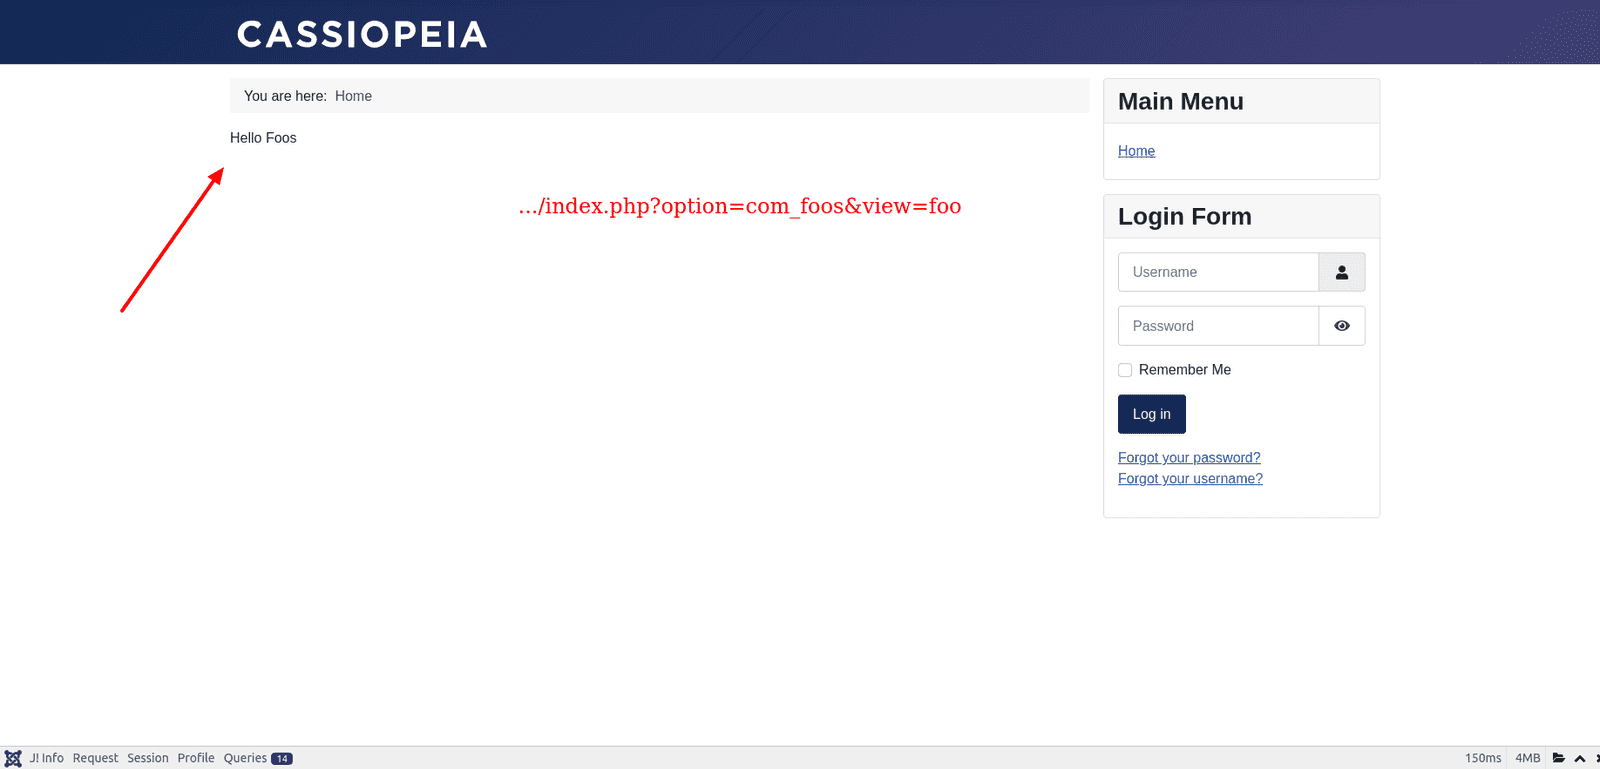 CASSIOPEIA
You are here: Home
Hello Foos
.../index.php?option=com_foos&view=foo
Main Menu
Home
Login Form
Username
Password
Remember Me
Log in
Forgot your password?
Forgot your username?
J! Info Request Session Profile Queries 14 150ms 4MB